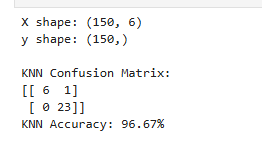 X shape: (150, 6)
y shape: (150,)
KNN Confusion Matrix:
[[ 6  1]
 [ 0 23]]
KNN Accuracy: 96.67%